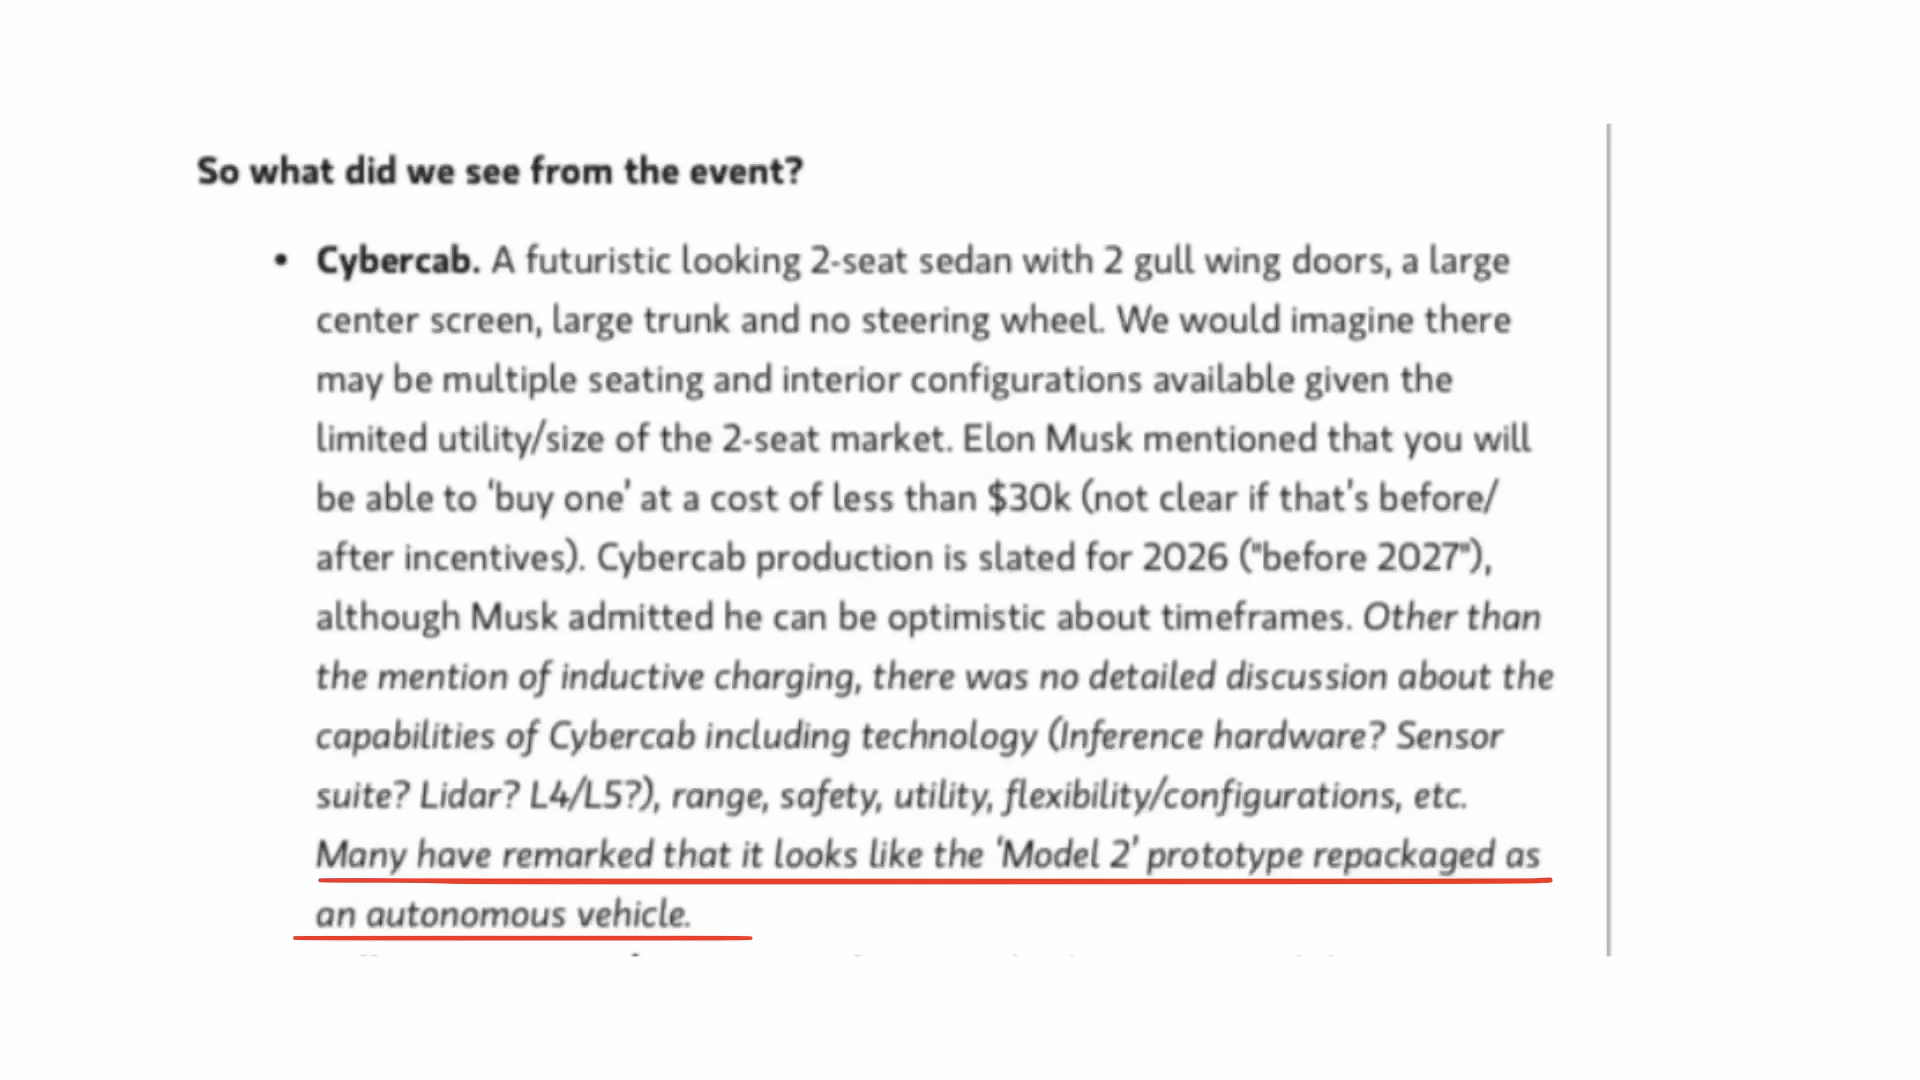 So what did we see from the event?
• Cybercab. A futuristic looking 2-seat sedan with 2 gull wing doors, a large
center screen, large trunk and no steering wheel. We would imagine there
may be multiple seating and interior configurations available given the
limited utility/size of the 2-seat market. Elon Musk mentioned that you will
be able to 'buy one' at a cost of less than $30k (not clear if that's before/
after incentives). Cybercab production is slated for 2026 ("before 2027"),
although Musk admitted he can be optimistic about timeframes. Other than
the mention of inductive charging, there was no detailed discussion about the
capabilities of Cybercab including technology (Inference hardware? Sensor
suite? Lidar? L4/L5?), range, safety, utility, flexibility/configurations, etc.
Many have remarked that it looks like the 'Model 2' prototype repackaged as
an autonomous vehicle.